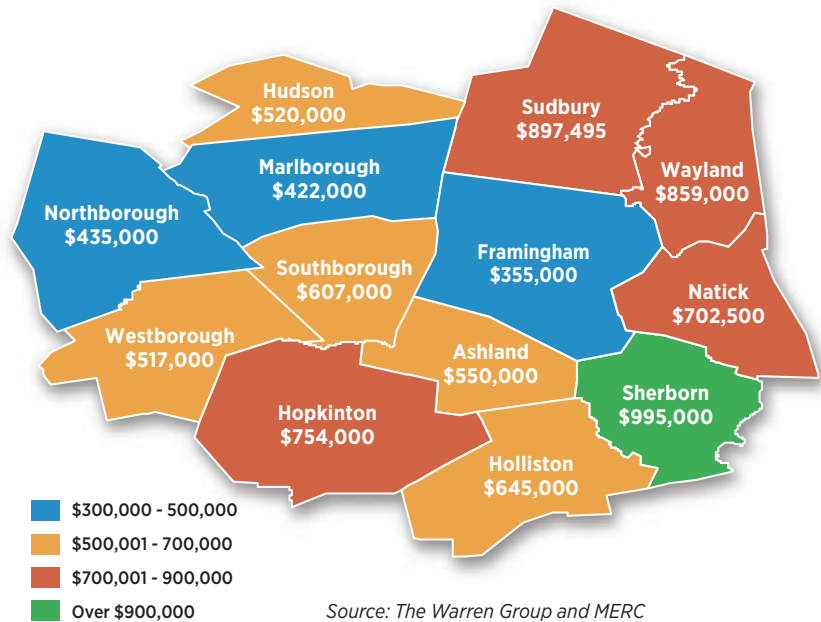 Hudson
$520,000
Sudbury
$897,495
Marlborough
$422,000
Wayland
$859,000
Northborough
$435,000
Southborough
$607,000
Framingham
$355,000
Natick
$702,500
Westborough
$517,000
Ashland
$550,000
Sherborn
$995,000
Hopkinton
$754,000
Holliston
$645,000
$300,000 - 500,000
$500,001 - 700,000
$700,001 - 900,000
Over $900,000
Source: The Warren Group and MERC